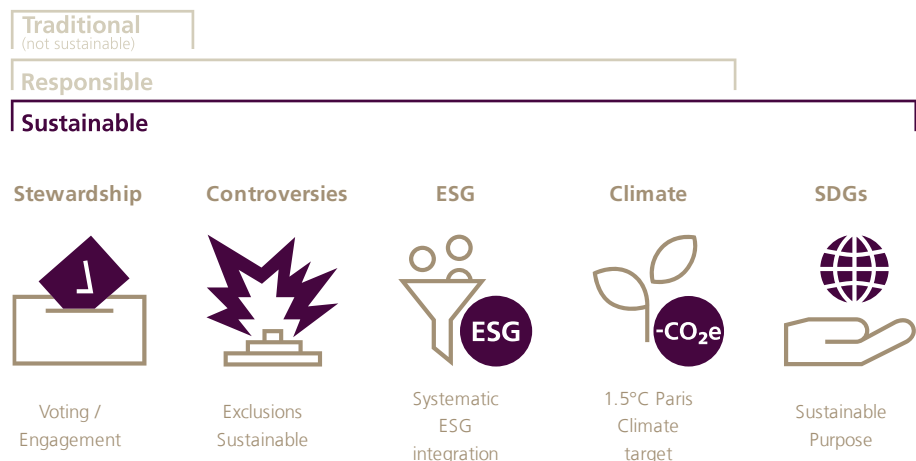 Traditional
(not sustainable)
Responsible
Sustainable
Stewardship Controversies ESG Climate SDGs
ESG -CO₂e
Voting /
Engagement
Exclusions
Sustainable
Systematic
ESG
integration
1.5°C Paris
Climate
target
Sustainable
Purpose